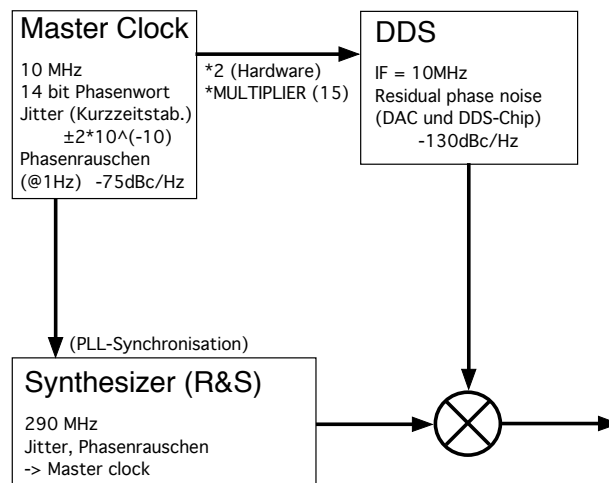 Master Clock
10 MHz
14 bit Phasenwort
Jitter (Kurzzeitstab.)
±2*10^(-10)
Phasenrauschen
(@1Hz) -75dBc/Hz
*2 (Hardware)
*MULTIPLIER (15)
DDS
IF = 10MHz
Residual phase noise
(DAC und DDS-Chip)
-130dBc/Hz
(PLL-Synchronisation)
Synthesizer (R&S)
290 MHz
Jitter, Phasenrauschen
-> Master clock